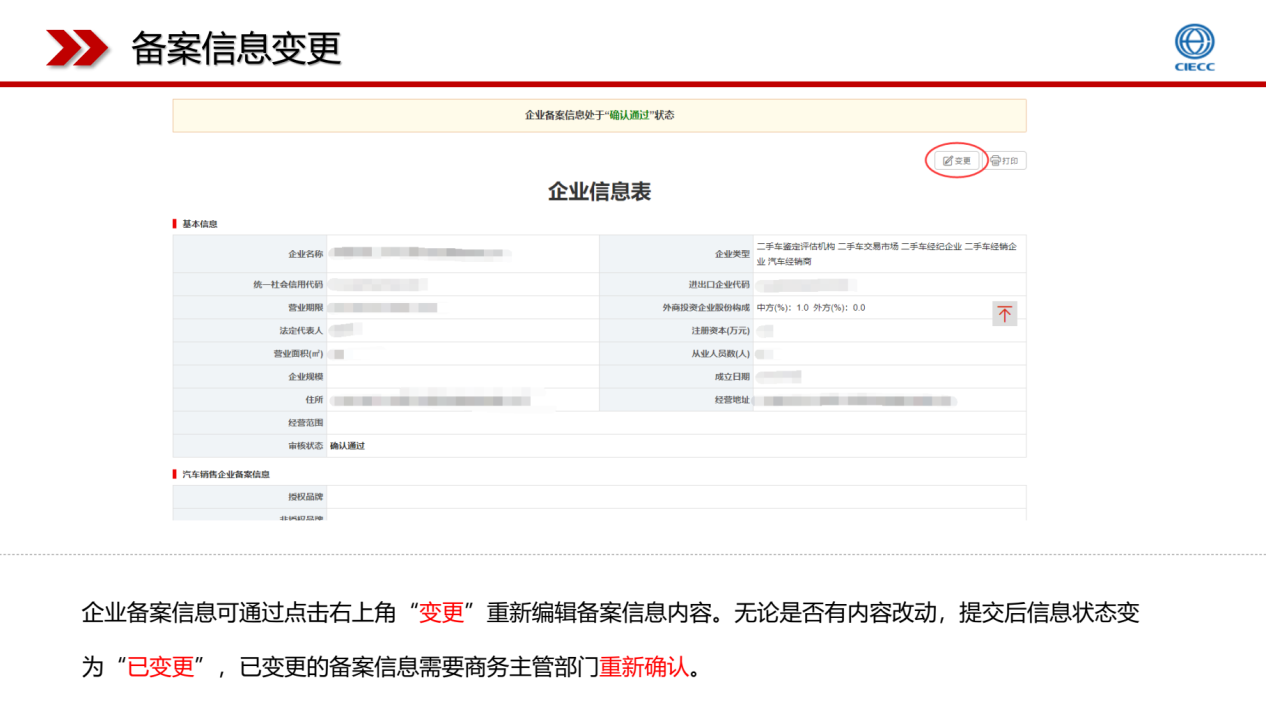 备案信息变更
CIECC
企业备案信息处于“确认通过”状态
变更
打印
企业信息表
基本信息
企业名称
企业类型 二手车鉴定评估机构 二手车交易市场 二手车经纪企业 二手车经销企
业 汽车经销商
统一社会信用代码
进出口企业代码
营业期限
外商投资企业股份构成 中方(%)：1.0 外方(%)：0.0
法定代表人
注册资本(万元)
营业面积(㎡)
从业人员数(人)
企业规模
成立日期
住所
经营地址
经营范围
审核状态 确认通过
汽车销售企业备案信息
授权品牌
非授权品牌
企业备案信息可通过点击右上角“变更”重新编辑备案信息内容。无论是否有内容改动，提交后信息状态变
为“已变更”，已变更的备案信息需要商务主管部门重新确认。